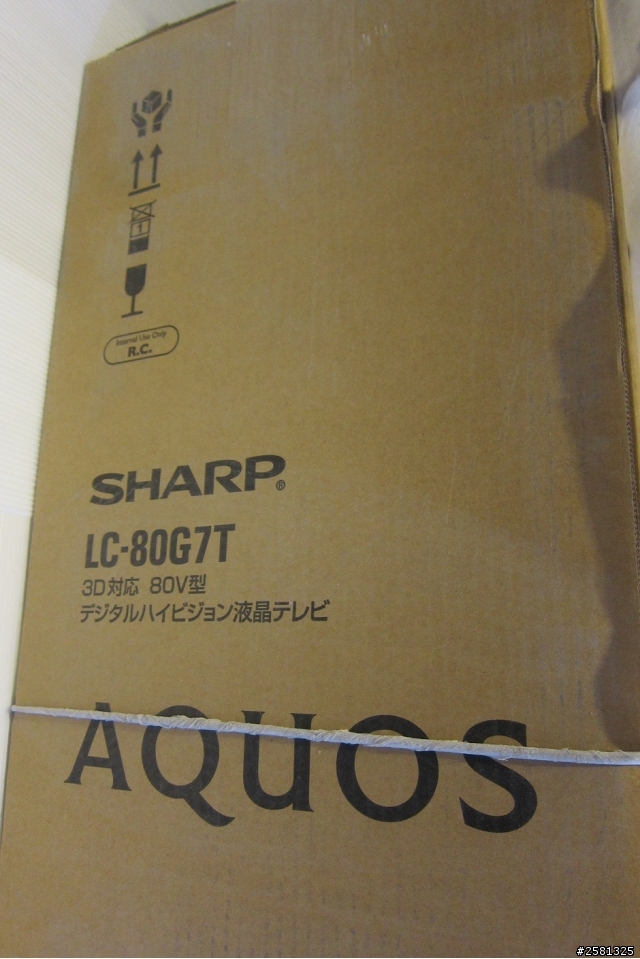 1
Internal Use Only
R.C.
SHARP®
LC-80G7T
3D対応 80V型
デジタルハイビジョン液晶テレビ
AQUOS
#2581325